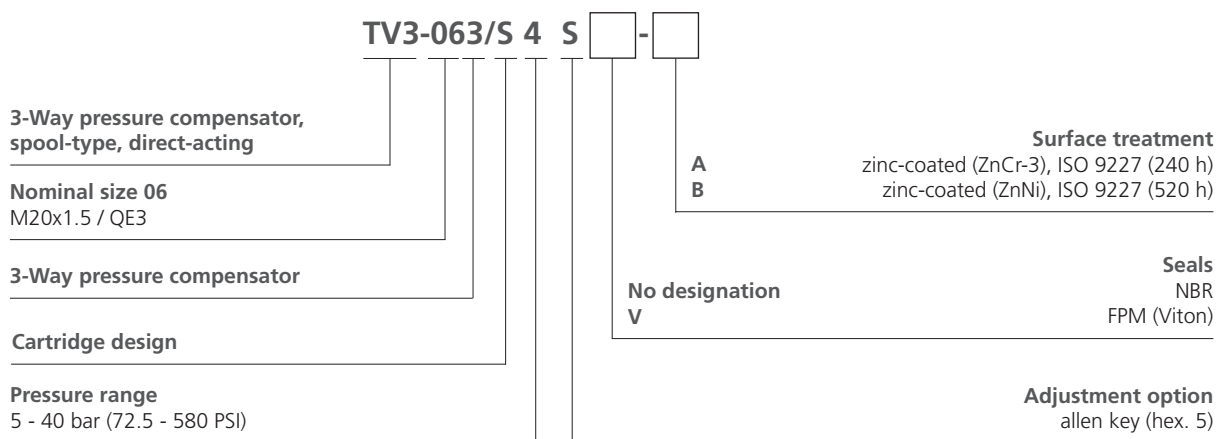 TV3-063/S 4 S -
3-Way pressure compensator,
spool-type, direct-acting
Nominal size 06
M20x1.5 / QE3
3-Way pressure compensator
Cartridge design
Pressure range
5 - 40 bar (72.5 - 580 PSI)
Surface treatment
A zinc-coated (ZnCr-3), ISO 9227 (240 h)
B zinc-coated (ZnNi), ISO 9227 (520 h)
Seals
No designation NBR
V FPM (Viton)
Adjustment option
allen key (hex. 5)